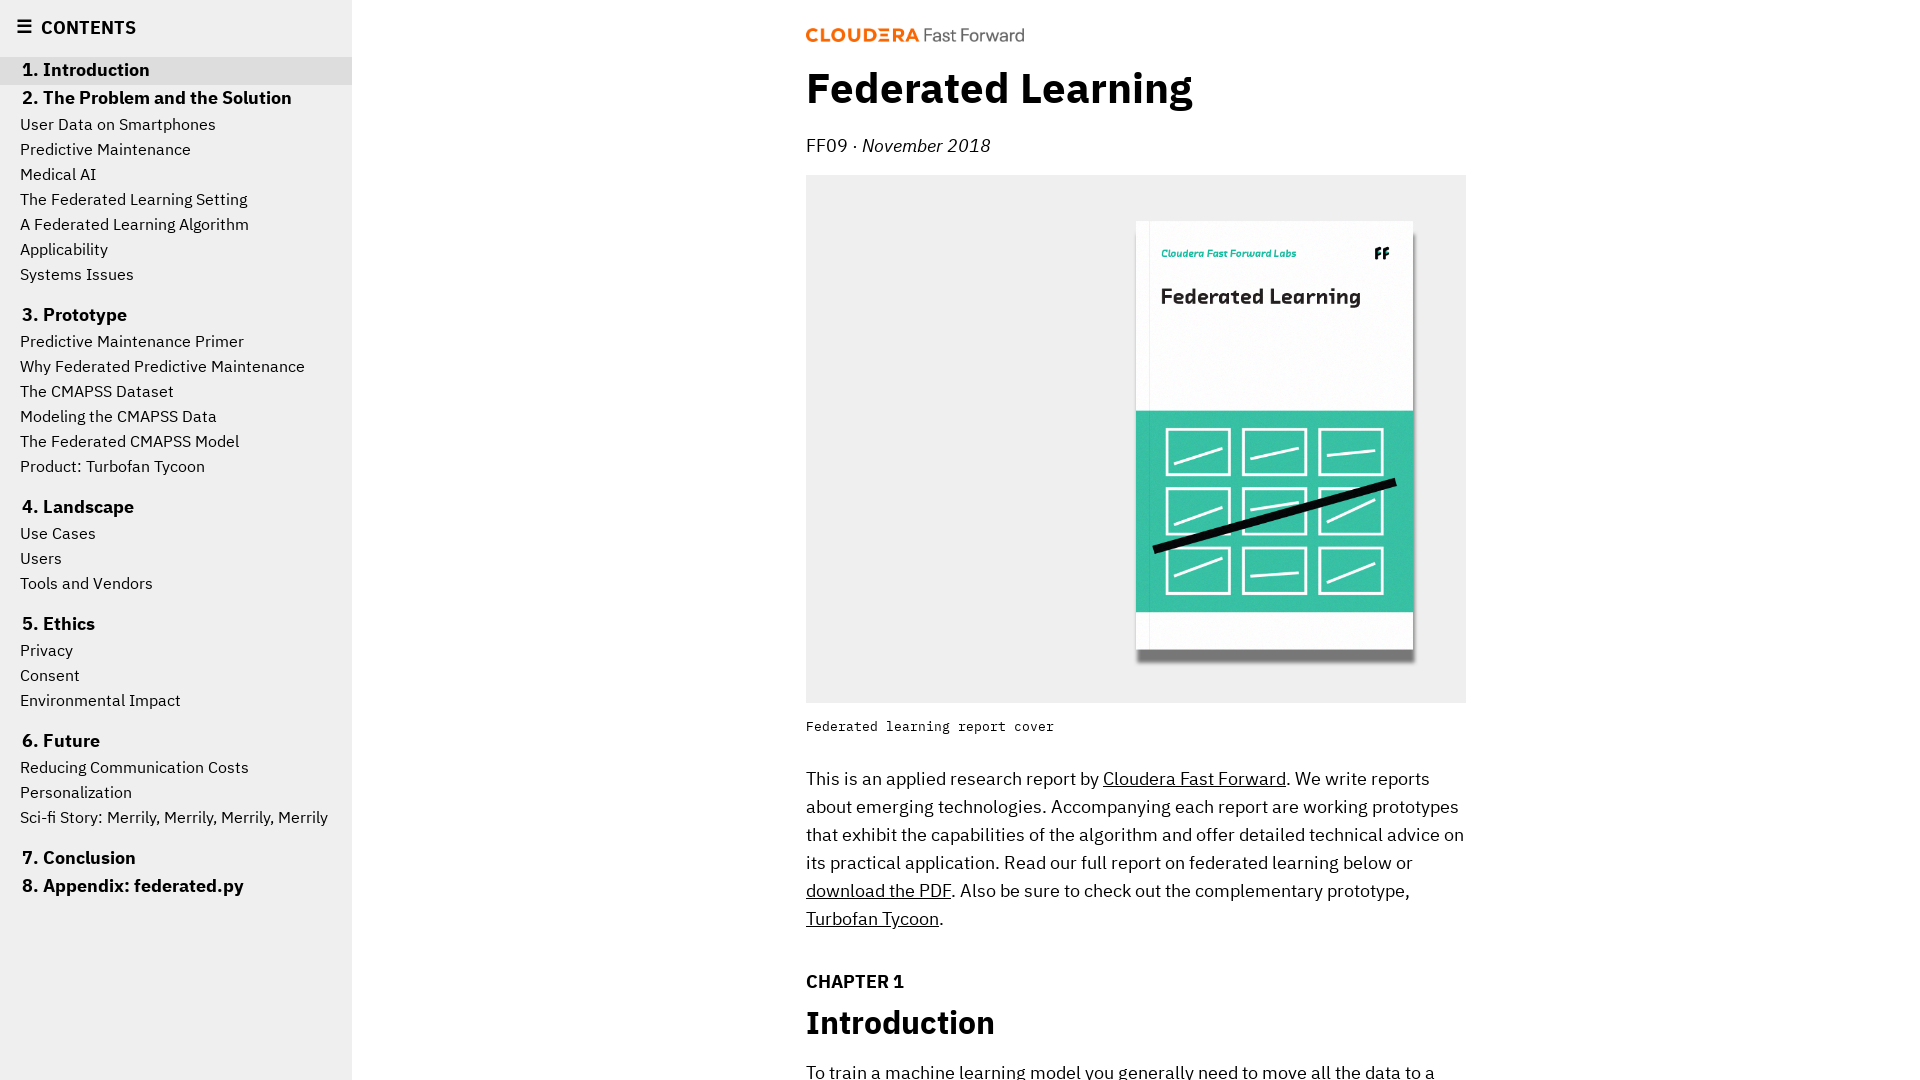 ☰ CONTENTS
1. Introduction
2. The Problem and the Solution
User Data on Smartphones
Predictive Maintenance
Medical AI
The Federated Learning Setting
A Federated Learning Algorithm
Applicability
Systems Issues
3. Prototype
Predictive Maintenance Primer
Why Federated Predictive Maintenance
The CMAPSS Dataset
Modeling the CMAPSS Data
The Federated CMAPSS Model
Product: Turbofan Tycoon
4. Landscape
Use Cases
Users
Tools and Vendors
5. Ethics
Privacy
Consent
Environmental Impact
6. Future
Reducing Communication Costs
Personalization
Sci-fi Story: Merrily, Merrily, Merrily, Merrily
7. Conclusion
8. Appendix: federated.py
CLOUDERA Fast Forward
Federated Learning
FF09 · November 2018
Cloudera Fast Forward Labs
FF
Federated Learning
Federated learning report cover
This is an applied research report by Cloudera Fast Forward. We write reports
about emerging technologies. Accompanying each report are working prototypes
that exhibit the capabilities of the algorithm and offer detailed technical advice on
its practical application. Read our full report on federated learning below or
download the PDF. Also be sure to check out the complementary prototype,
Turbofan Tycoon.
CHAPTER 1
Introduction
To train a machine learning model you generally need to move all the data to a